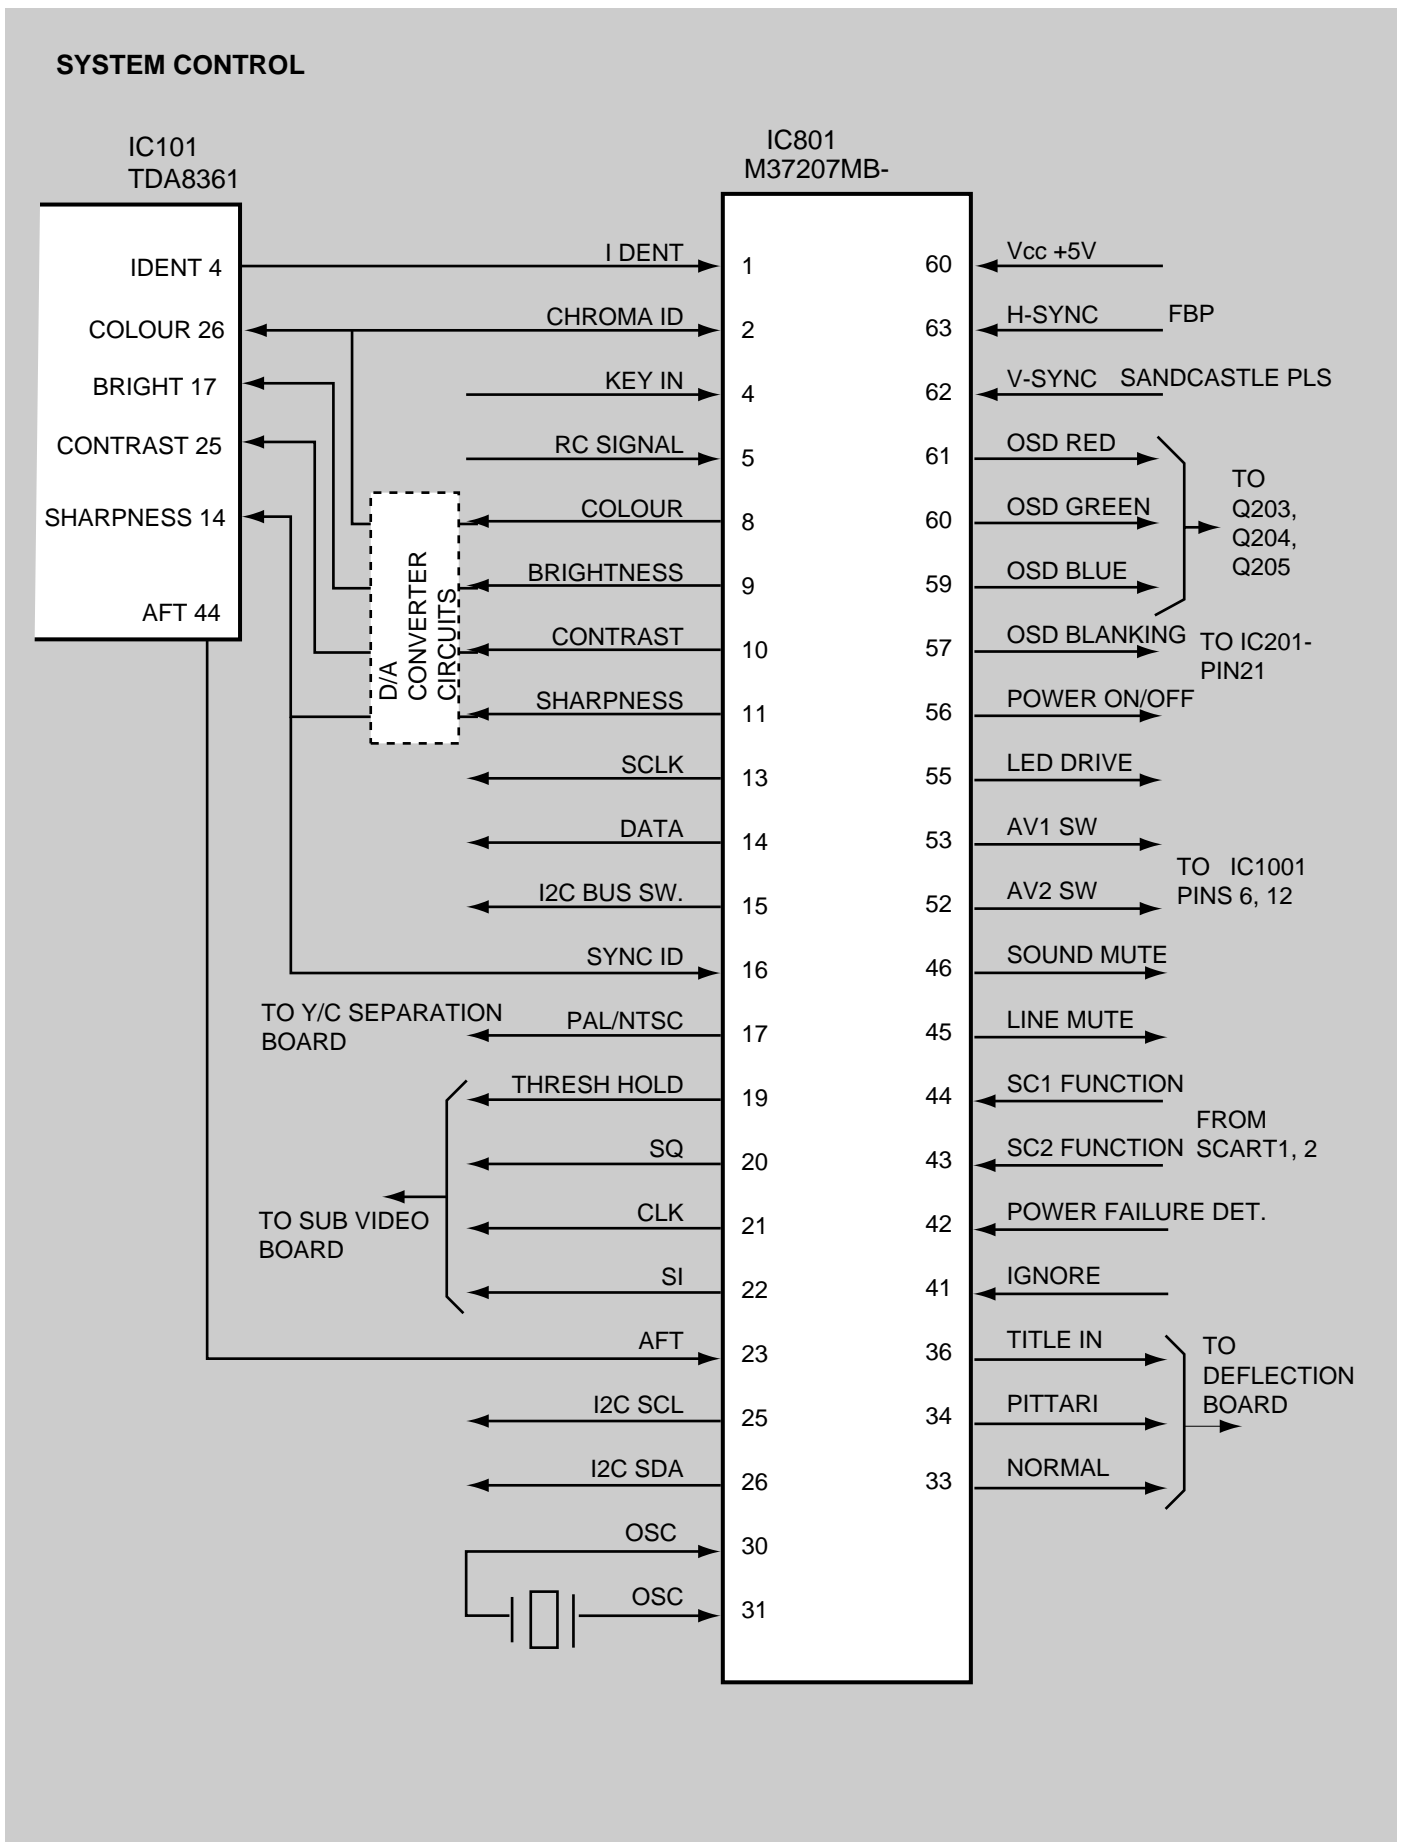 SYSTEM CONTROL
IC101
TDA8361
IC801
M37207MB-
IDENT 4
COLOUR 26
BRIGHT 17
CONTRAST 25
SHARPNESS 14
AFT 44
D/A
CONVERTER
CIRCUITS
I DENT
1
CHROMA ID
2
KEY IN
4
RC SIGNAL
5
COLOUR
8
BRIGHTNESS
9
CONTRAST
10
SHARPNESS
11
SCLK
13
DATA
14
I2C BUS SW.
15
SYNC ID
16
TO Y/C SEPARATION
BOARD
PAL/NTSC
17
THRESH HOLD
19
SQ
20
CLK
21
SI
22
TO SUB VIDEO
BOARD
AFT
23
I2C SCL
25
I2C SDA
26
OSC
30
OSC
31
60
Vcc +5V
63
H-SYNC
FBP
62
V-SYNC
SANDCASTLE PLS
61
OSD RED
60
OSD GREEN
59
OSD BLUE
TO
Q203,
Q204,
Q205
57
OSD BLANKING
TO IC201-
PIN21
56
POWER ON/OFF
55
LED DRIVE
53
AV1 SW
52
AV2 SW
TO IC1001
PINS 6, 12
46
SOUND MUTE
45
LINE MUTE
44
SC1 FUNCTION
43
SC2 FUNCTION
FROM
SCART1, 2
42
POWER FAILURE DET.
41
IGNORE
36
TITLE IN
34
PITTARI
33
NORMAL
TO
DEFLECTION
BOARD